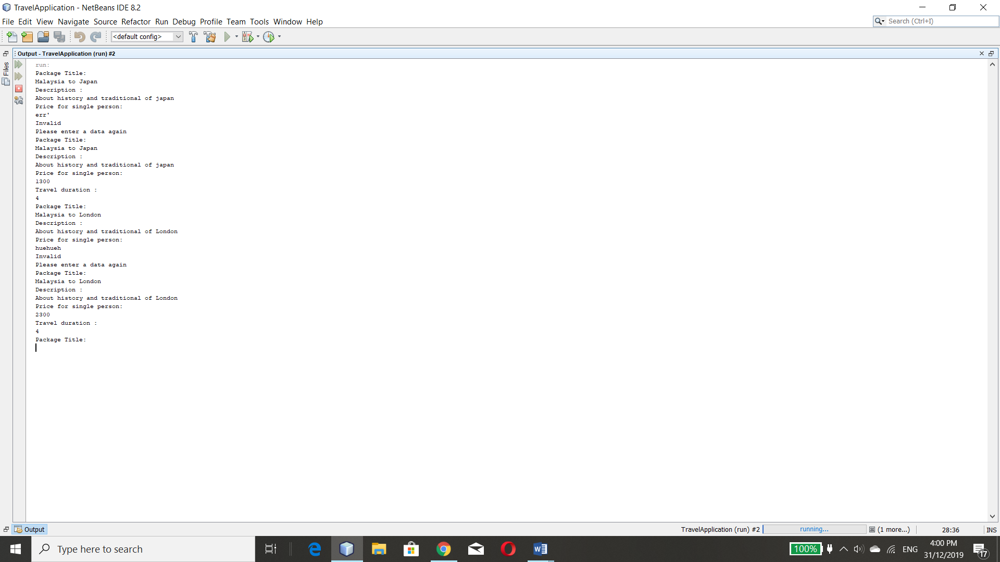 TravelApplication - NetBeans IDE 8.2
File Edit View Navigate Source Refactor Run Debug Profile Team Tools Window Help
Search (Ctrl+I)
<default config>
Output - TravelApplication (run) #2
Files
run:
Package Title:
Malaysia to Japan
Description :
About history and traditional of japan
Price for single person:
err'
Invalid
Please enter a data again
Package Title:
Malaysia to Japan
Description :
About history and traditional of japan
Price for single person:
1300
Travel duration :
4
Package Title:
Malaysia to London
Description :
About history and traditional of London
Price for single person:
huehueh
Invalid
Please enter a data again
Package Title:
Malaysia to London
Description :
About history and traditional of London
Price for single person:
2300
Travel duration :
4
Package Title:
Output
TravelApplication (run) #2
running...
(1 more...)
28:36
INS
Type here to search
100%
ENG
4:00 PM
31/12/2019
17